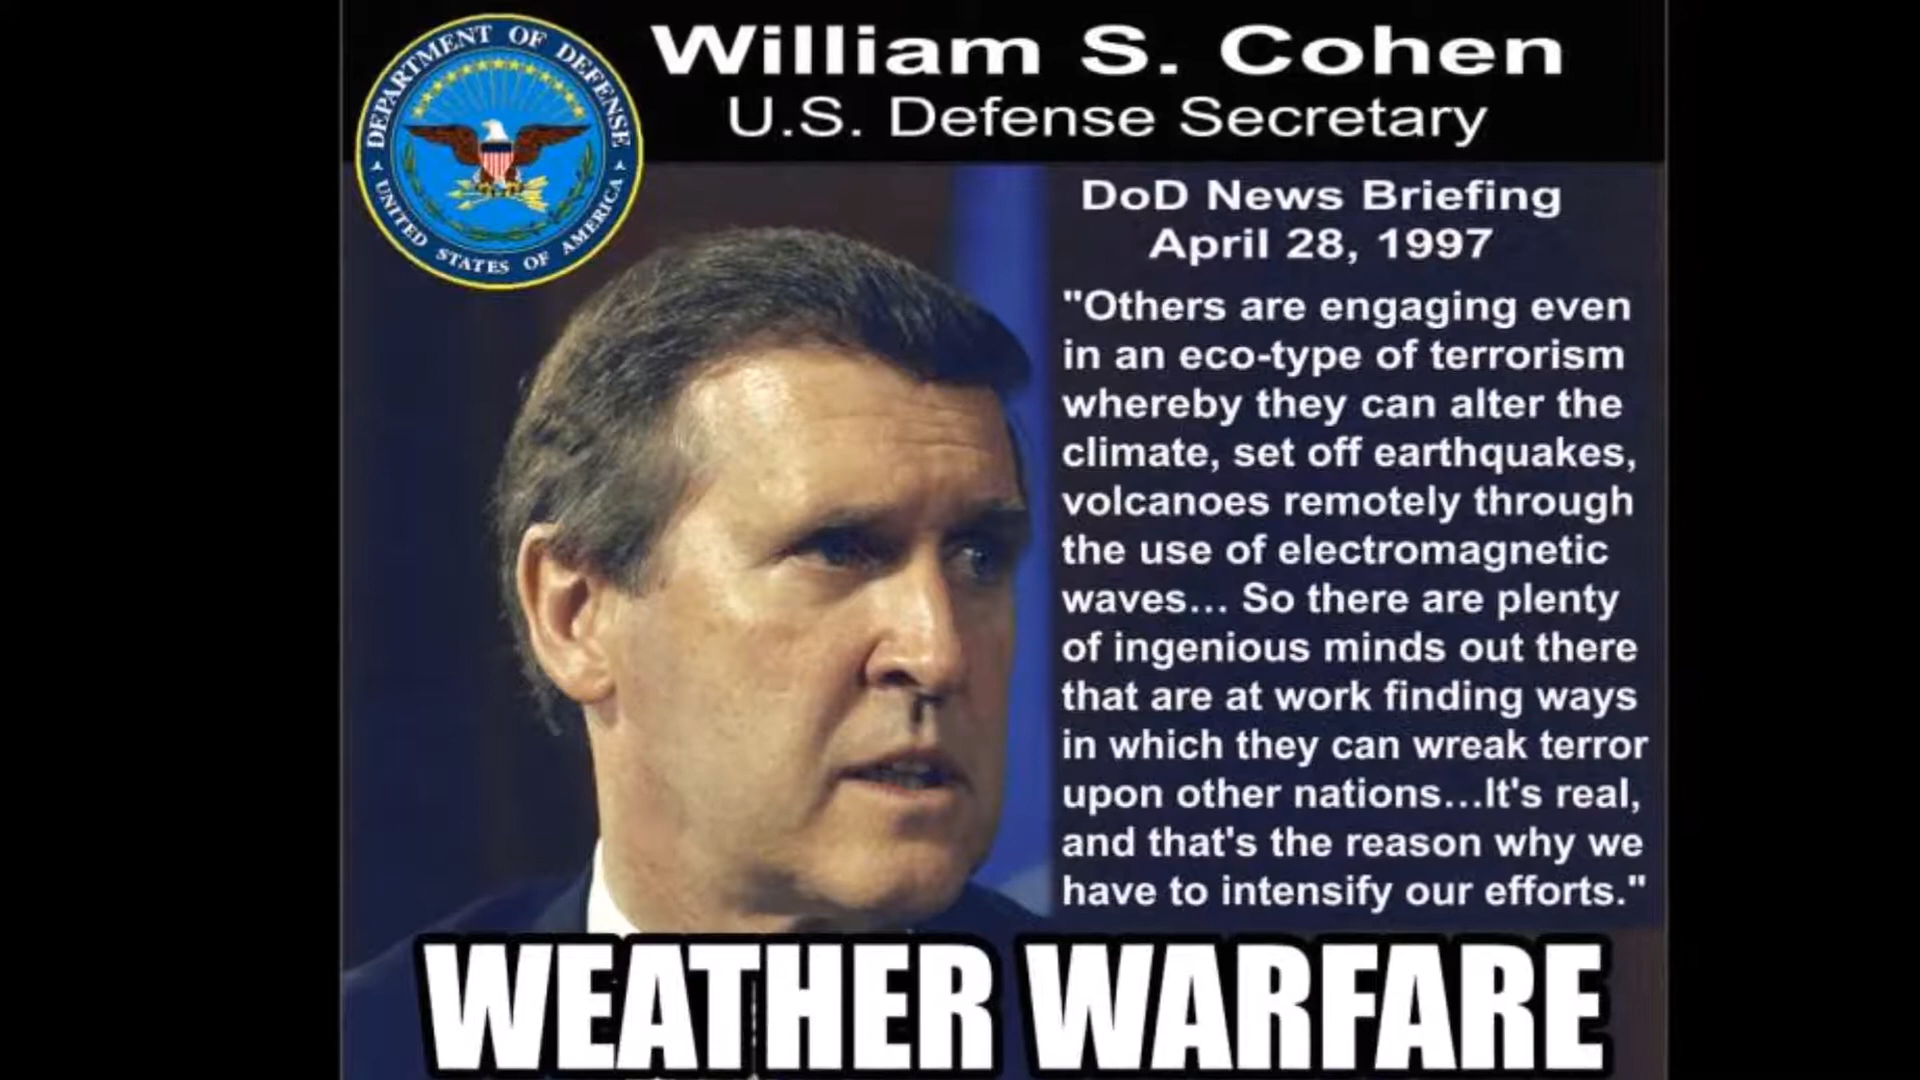 DEPARTMENT OF DEFENSE
UNITED STATES OF AMERICA
William S. Cohen
U.S. Defense Secretary
DoD News Briefing
April 28, 1997
"Others are engaging even
in an eco-type of terrorism
whereby they can alter the
climate, set off earthquakes,
volcanoes remotely through
the use of electromagnetic
waves... So there are plenty
of ingenious minds out there
that are at work finding ways
in which they can wreak terror
upon other nations...It's real,
and that's the reason why we
have to intensify our efforts."
WEATHER WARFARE